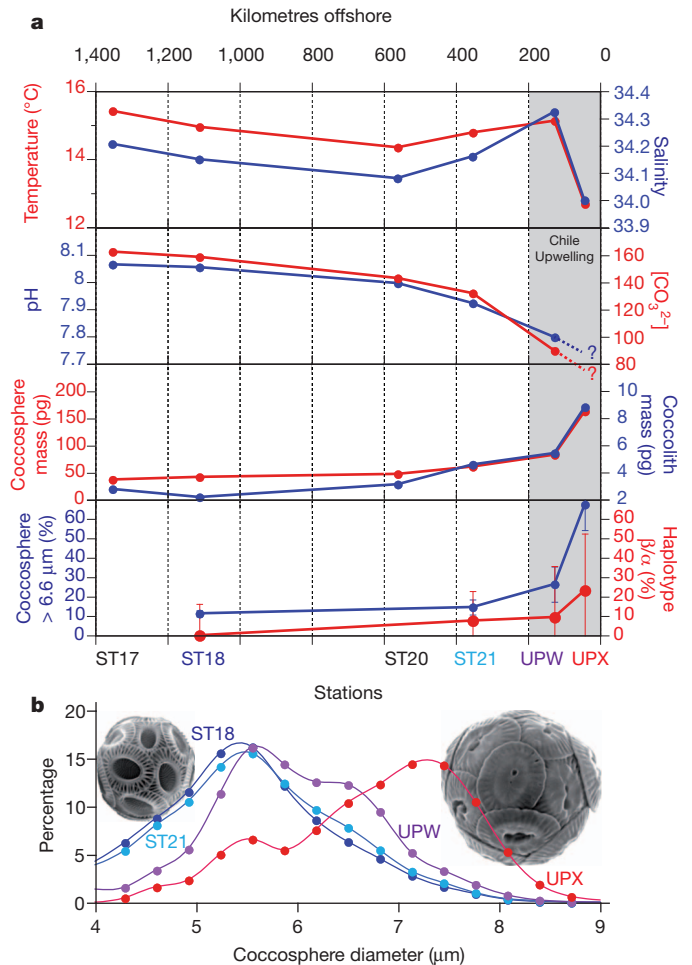 a
Kilometres offshore
1,400 1,200 1,000 800 600 400 200 0
Temperature (°C)
16
14
12
34.4
34.3
34.2
34.1
34.0
33.9
Salinity
pH
8.1
8
7.9
7.8
7.7
Chile
Upwelling
?
?
160
140
120
100
80
[CO₃²⁻]
Coccosphere
mass (pg)
200
150
100
50
0
10
8
6
4
2
Coccolith
mass (pg)
Coccosphere
> 6.6 µm (%)
60
50
40
30
20
10
0
60
50
40
30
20
10
0
Haplotype
β/α (%)
ST17 ST18 ST20 ST21 UPW UPX
Stations
b
Percentage
20
15
10
5
0
ST18
ST21
UPW
UPX
4 5 6 7 8 9
Coccosphere diameter (µm)